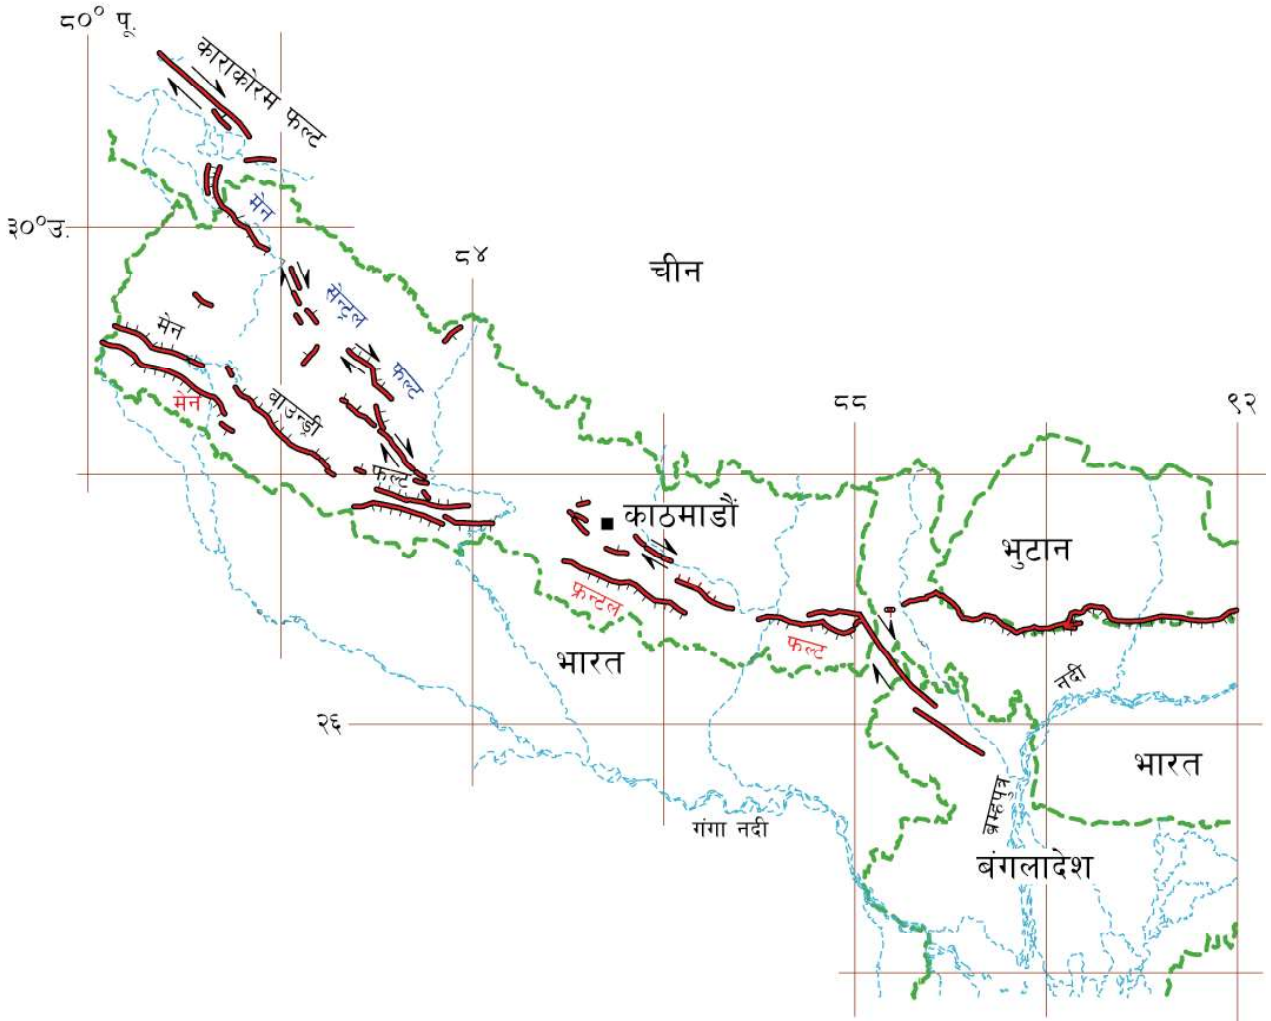 ८०° पू.
काराकोरम फल्ट
३०°उ.
मेन
८४
चीन
सेन्ट्रल
मेन
फल्ट
मेन
बाउन्ड्री
८८
९२
फल्ट
काठमाडौं
भुटान
फ्रन्टल
फल्ट
भारत
नदी
२६
भारत
ब्रम्हपुत्र
गंगा नदी
बंगलादेश